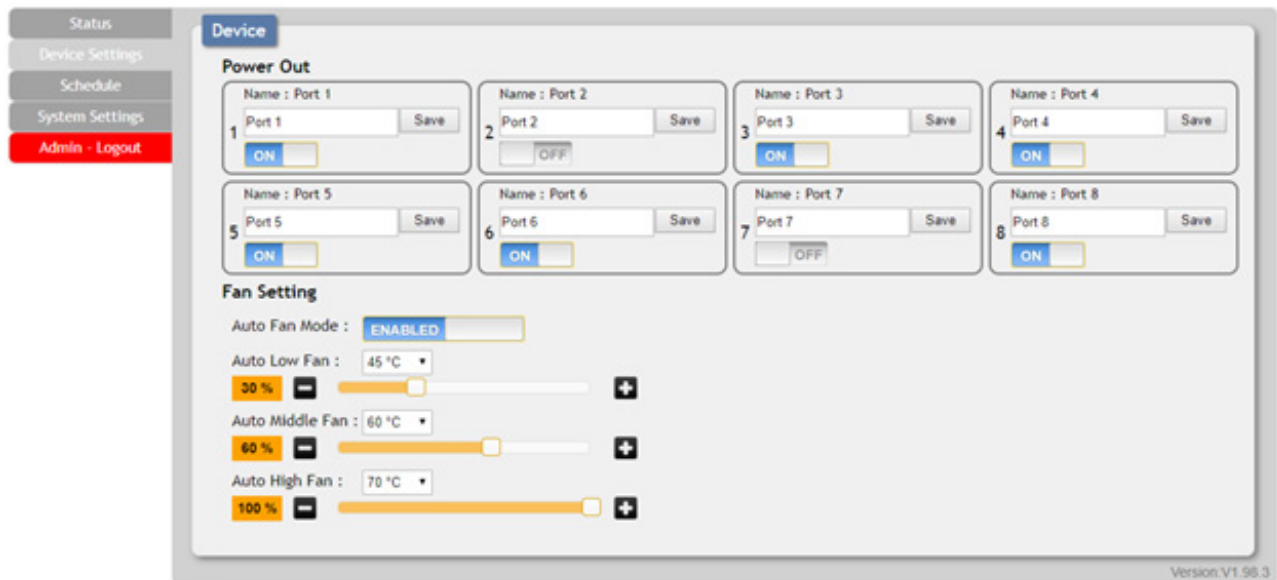 Status
Device Settings
Schedule
System Settings
Admin - Logout
Device
Power Out
Name : Port 1
1 Port 1 Save
ON
Name : Port 2
2 Port 2 Save
OFF
Name : Port 3
3 Port 3 Save
ON
Name : Port 4
4 Port 4 Save
ON
Name : Port 5
5 Port 5 Save
ON
Name : Port 6
6 Port 6 Save
ON
Name : Port 7
7 Port 7 Save
OFF
Name : Port 8
8 Port 8 Save
ON
Fan Setting
Auto Fan Mode : ENABLED
Auto Low Fan : 45 °C
30 %
Auto Middle Fan : 60 °C
60 %
Auto High Fan : 70 °C
100 %
Version:V1.98.3